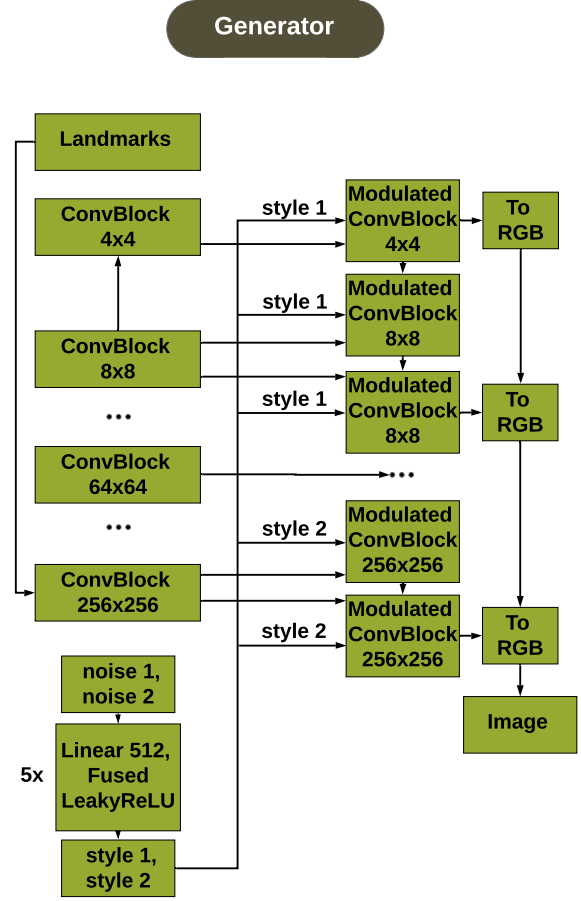 Generator
Landmarks
ConvBlock
4x4
ConvBlock
8x8
...
ConvBlock
64x64
...
ConvBlock
256x256
noise 1,
noise 2
5x
Linear 512,
Fused
LeakyReLU
style 1,
style 2
style 1
Modulated
ConvBlock
4x4
To
RGB
style 1
Modulated
ConvBlock
8x8
style 1
Modulated
ConvBlock
8x8
To
RGB
...
style 2
Modulated
ConvBlock
256x256
style 2
Modulated
ConvBlock
256x256
To
RGB
Image